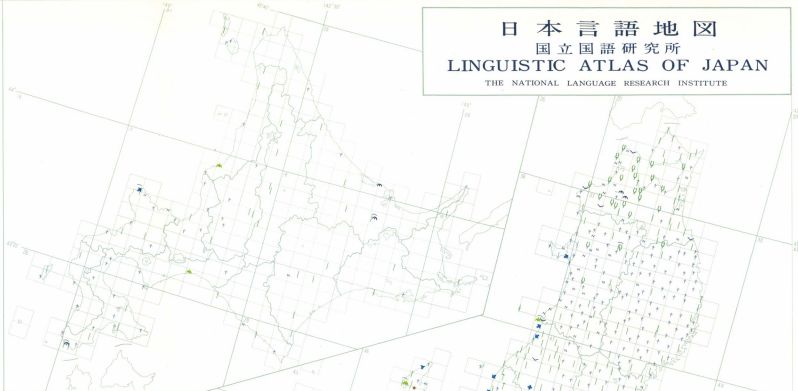 日本言語地図
国立国語研究所
LINGUISTIC ATLAS OF JAPAN
THE NATIONAL LANGUAGE RESEARCH INSTITUTE